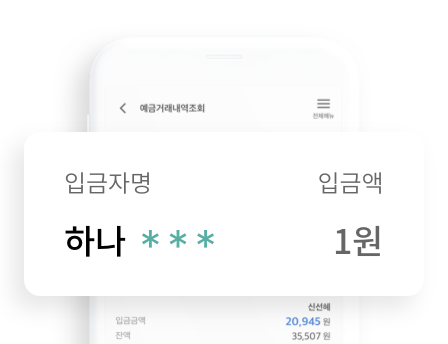 예금거래내역조회
전체메뉴
입금자명 입금액
하나 *** 1원
신선혜
입금금액 20,945 원
잔액 35,507 원